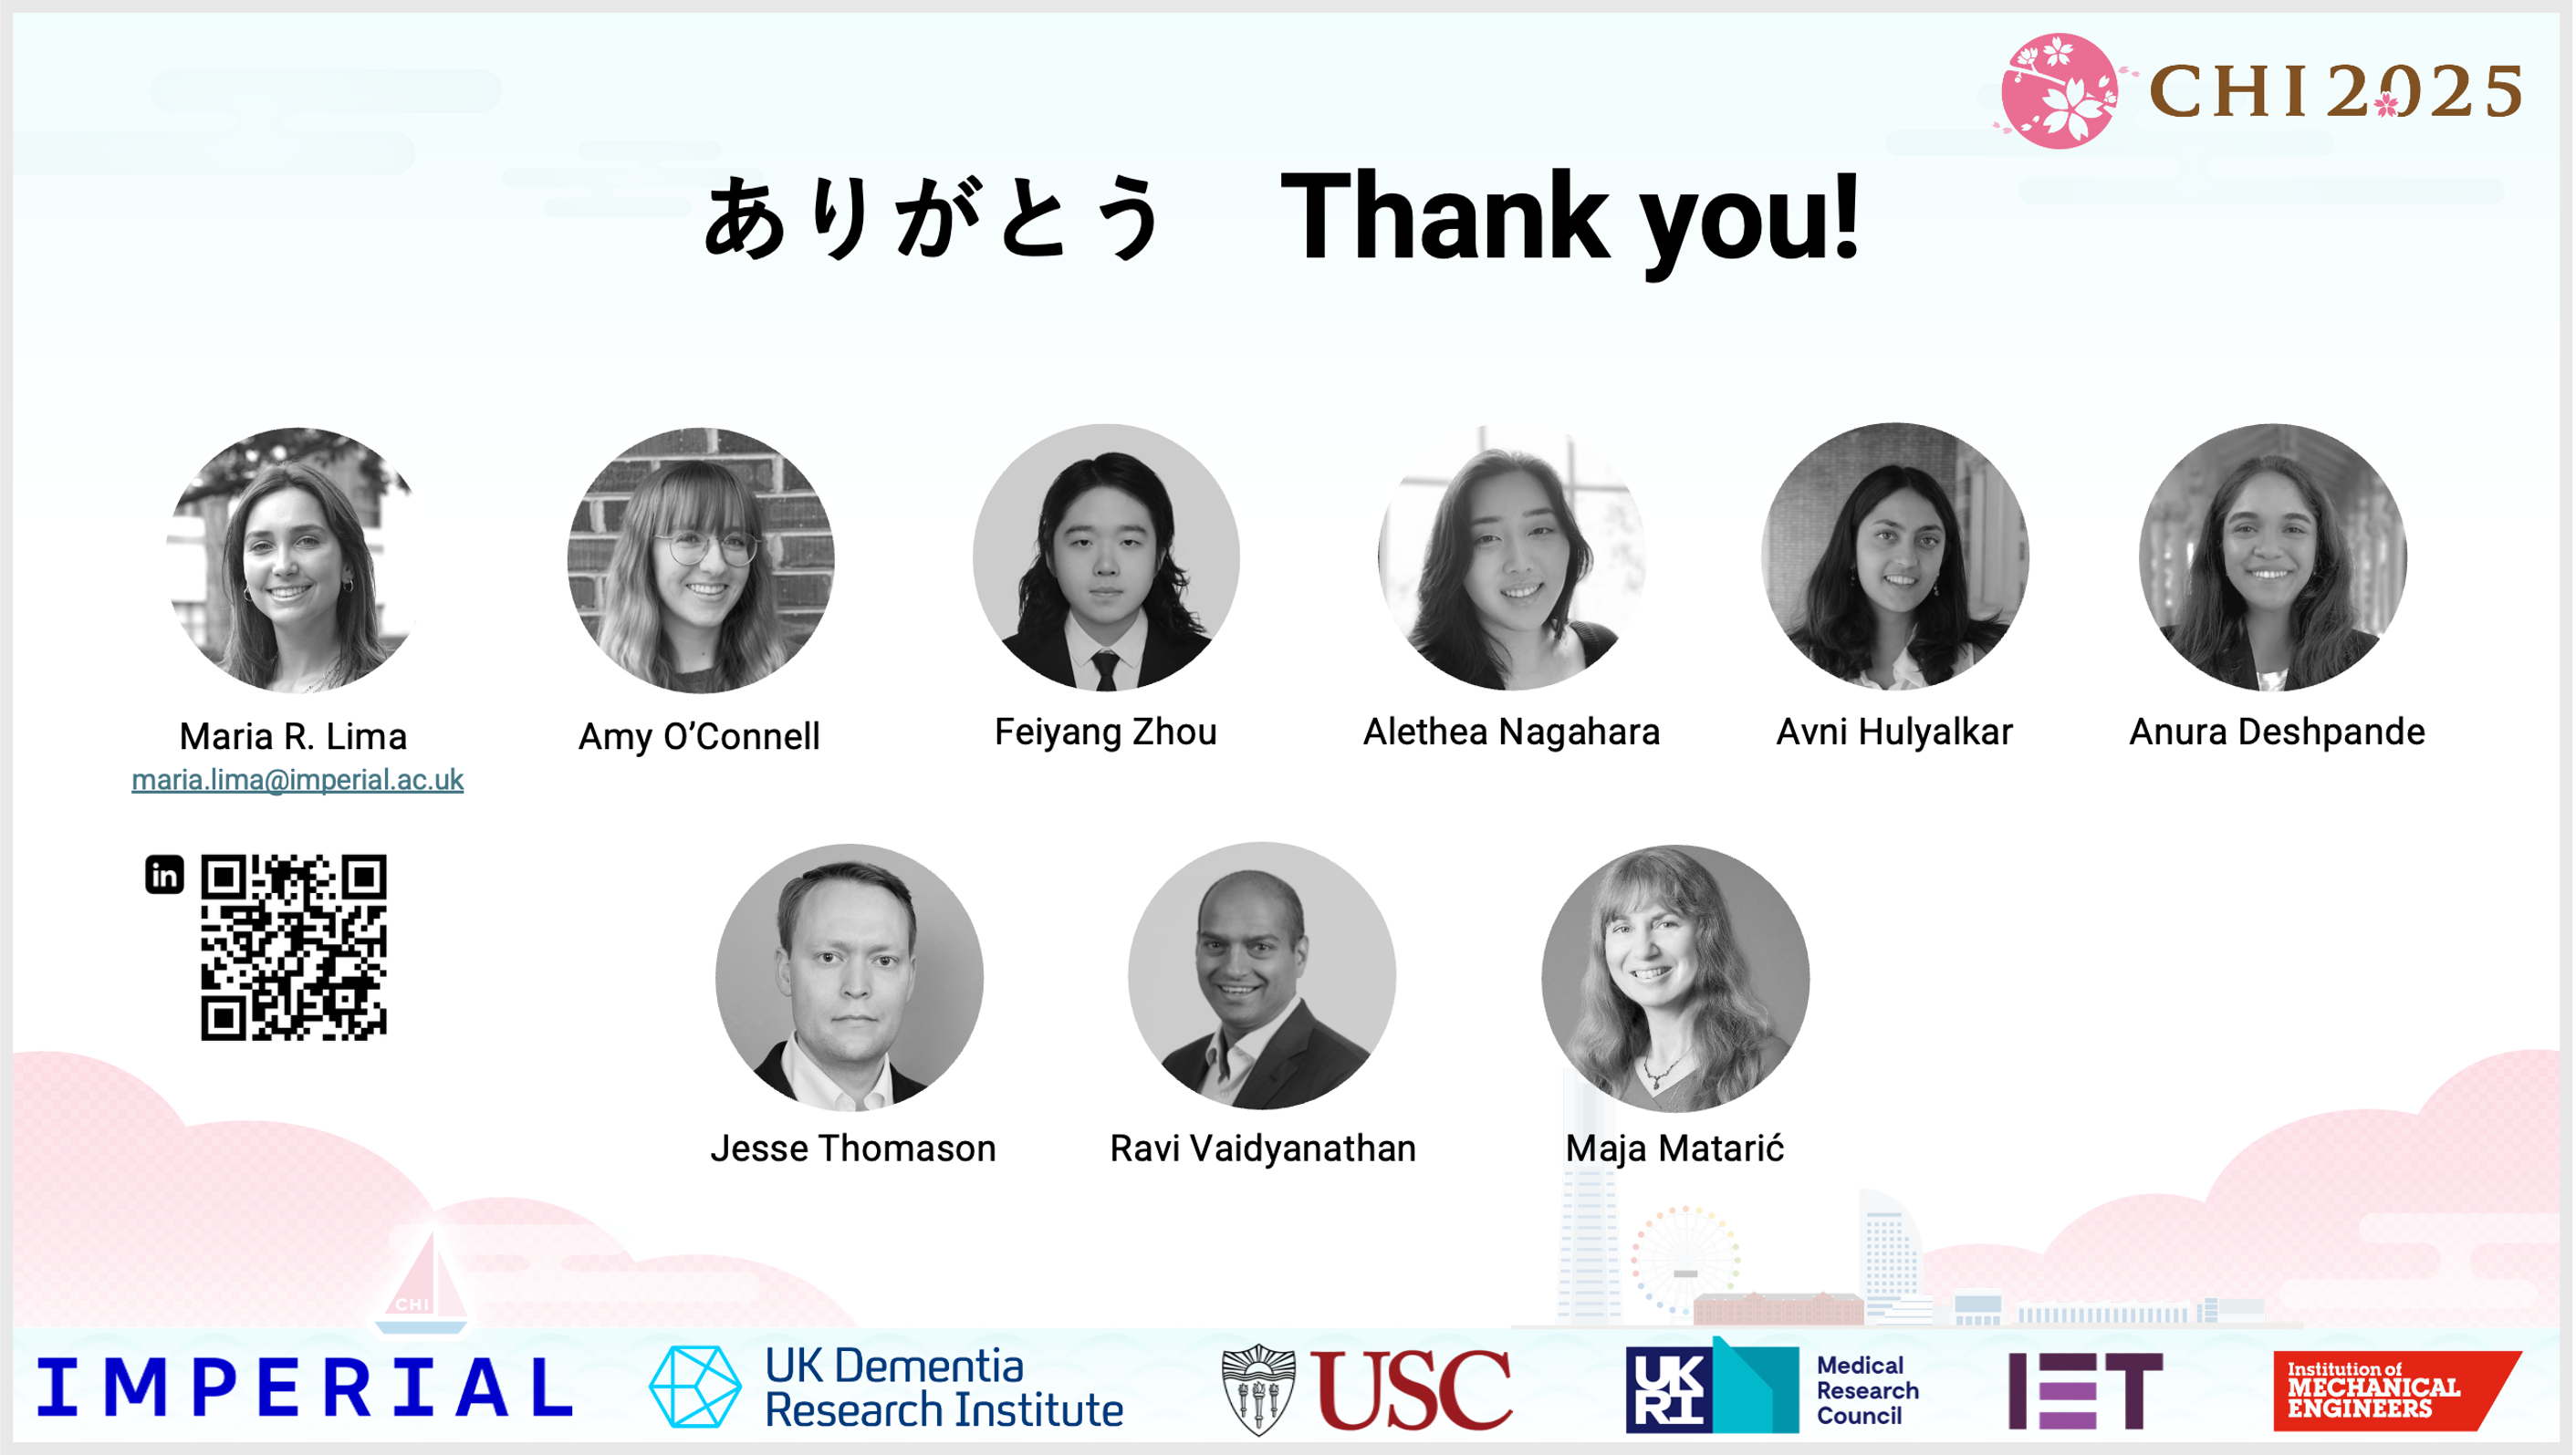 CHI 2025
ありがとう Thank you!
Maria R. Lima
maria.lima@imperial.ac.uk
Amy O’Connell
Feiyang Zhou
Alethea Nagahara
Avni Hulyalkar
Anura Deshpande
in
Jesse Thomason
Ravi Vaidyanathan
Maja Matarić
CHI
IMPERIAL
UK Dementia
Research Institute
USC
UK
RI
Medical
Research
Council
IET
Institution of
MECHANICAL
ENGINEERS